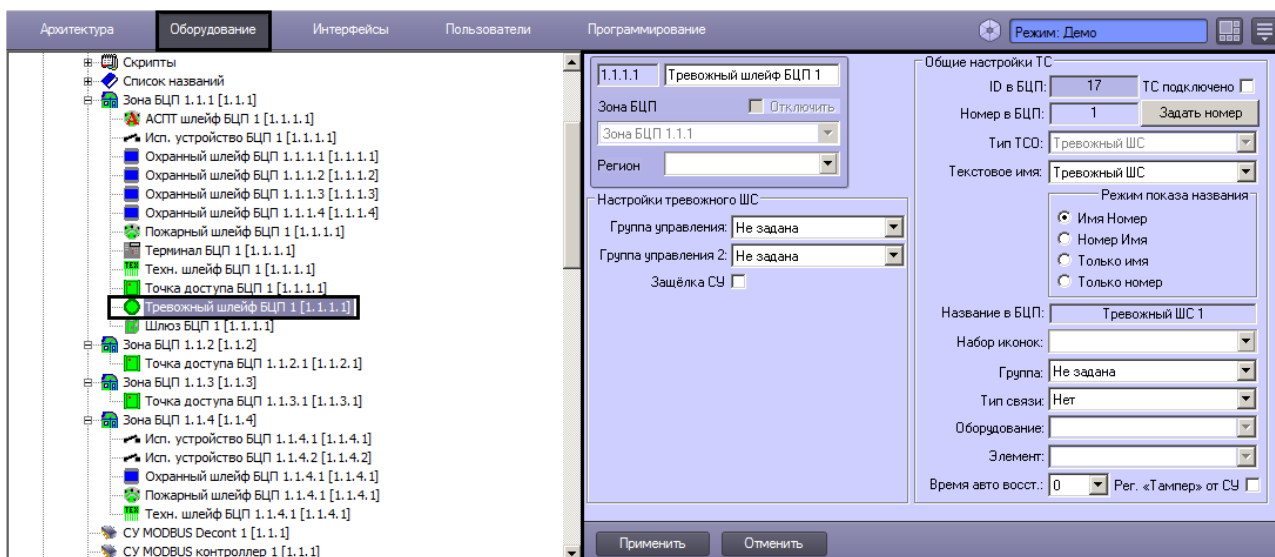 Архитектура Оборудование Интерфейсы Пользователи Программирование Режим: Демо
Скрипты
Список названий
Зона БЦП 1.1.1 [1.1.1]
АСПТ шлейф БЦП 1 [1.1.1.1]
Исп. устройство БЦП 1 [1.1.1.1]
Охранный шлейф БЦП 1.1.1.1 [1.1.1.1]
Охранный шлейф БЦП 1.1.1.2 [1.1.1.2]
Охранный шлейф БЦП 1.1.1.3 [1.1.1.3]
Охранный шлейф БЦП 1.1.1.4 [1.1.1.4]
Пожарный шлейф БЦП 1 [1.1.1.1]
Терминал БЦП 1 [1.1.1.1]
Техн. шлейф БЦП 1 [1.1.1.1]
Точка доступа БЦП 1 [1.1.1.1]
Тревожный шлейф БЦП 1 [1.1.1.1]
Шлюз БЦП 1 [1.1.1.1]
Зона БЦП 1.1.2 [1.1.2]
Точка доступа БЦП 1.1.2.1 [1.1.2.1]
Зона БЦП 1.1.3 [1.1.3]
Точка доступа БЦП 1.1.3.1 [1.1.3.1]
Зона БЦП 1.1.4 [1.1.4]
Исп. устройство БЦП 1.1.4.1 [1.1.4.1]
Исп. устройство БЦП 1.1.4.2 [1.1.4.2]
Охранный шлейф БЦП 1.1.4.1 [1.1.4.1]
Пожарный шлейф БЦП 1.1.4.1 [1.1.4.1]
Техн. шлейф БЦП 1.1.4.1 [1.1.4.1]
СУ MODBUS Decont 1 [1.1.1]
СУ MODBUS контроллер 1 [1.1.1]
1.1.1.1 Тревожный шлейф БЦП 1
Зона БЦП Отключить
Зона БЦП 1.1.1
Регион
Настройки тревожного ШС
Группа управления: Не задана
Группа управления 2: Не задана
Защёлка СУ
Общие настройки ТС
ID в БЦП: 17 ТС подключено
Номер в БЦП: 1 Задать номер
Тип ТСО: Тревожный ШС
Текстовое имя: Тревожный ШС
Режим показа названия
Имя Номер
Номер Имя
Только имя
Только номер
Название в БЦП: Тревожный ШС 1
Набор иконок:
Группа: Не задана
Тип связи: Нет
Оборудование:
Элемент:
Время авто восст.: 0 Рег. «Тампер» от СУ
Применить Отменить